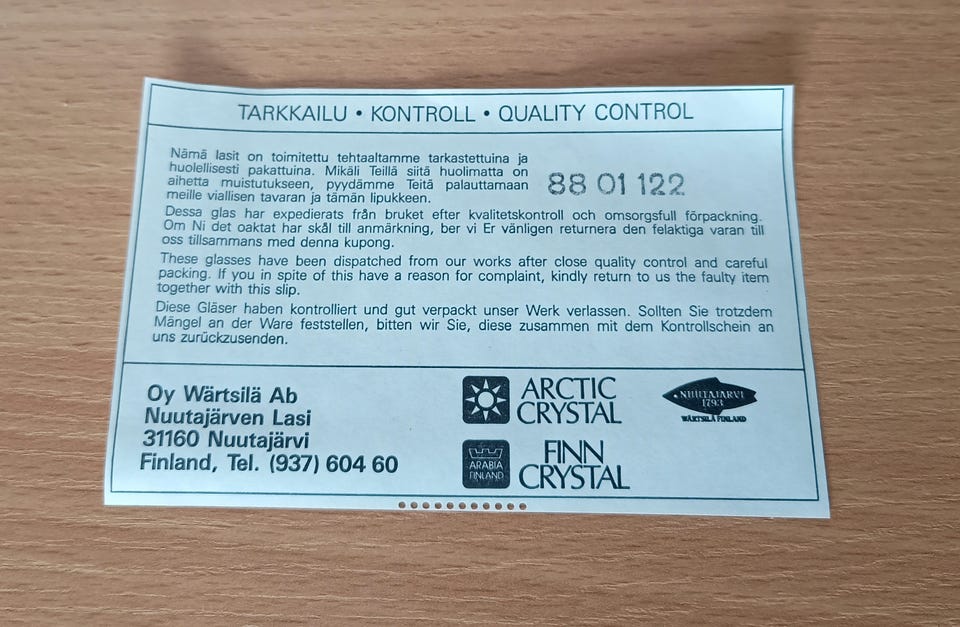 TARKKAILU • KONTROLL • QUALITY CONTROL
Nämä lasit on toimitettu tehtaaltamme tarkastettuina ja
huolellisesti pakattuina. Mikäli Teillä siitä huolimatta on
aihetta muistutukseen, pyydämme Teitä palauttamaan
meille viallisen tavaran ja tämän lipukkeen.
88 01 122
Dessa glas har expedierats från bruket efter kvalitetskontroll och omsorgsfull förpackning.
Om Ni det oaktat har skäl till anmärkning, ber vi Er vänligen returnera den felaktiga varan till
oss tillsammans med denna kupong.
These glasses have been dispatched from our works after close quality control and careful
packing. If you in spite of this have a reason for complaint, kindly return to us the faulty item
together with this slip.
Diese Gläser haben kontrolliert und gut verpackt unser Werk verlassen. Sollten Sie trotzdem
Mängel an der Ware feststellen, bitten wir Sie, diese zusammen mit dem Kontrollschein an
uns zurückzusenden.
Oy Wärtsilä Ab
Nuutajärven Lasi
31160 Nuutajärvi
Finland, Tel. (937) 604 60
ARCTIC
CRYSTAL
ARABIA
FINLAND
FINN
CRYSTAL
NUUTAJÄRVI
1793
WÄRTSILÄ FINLAND